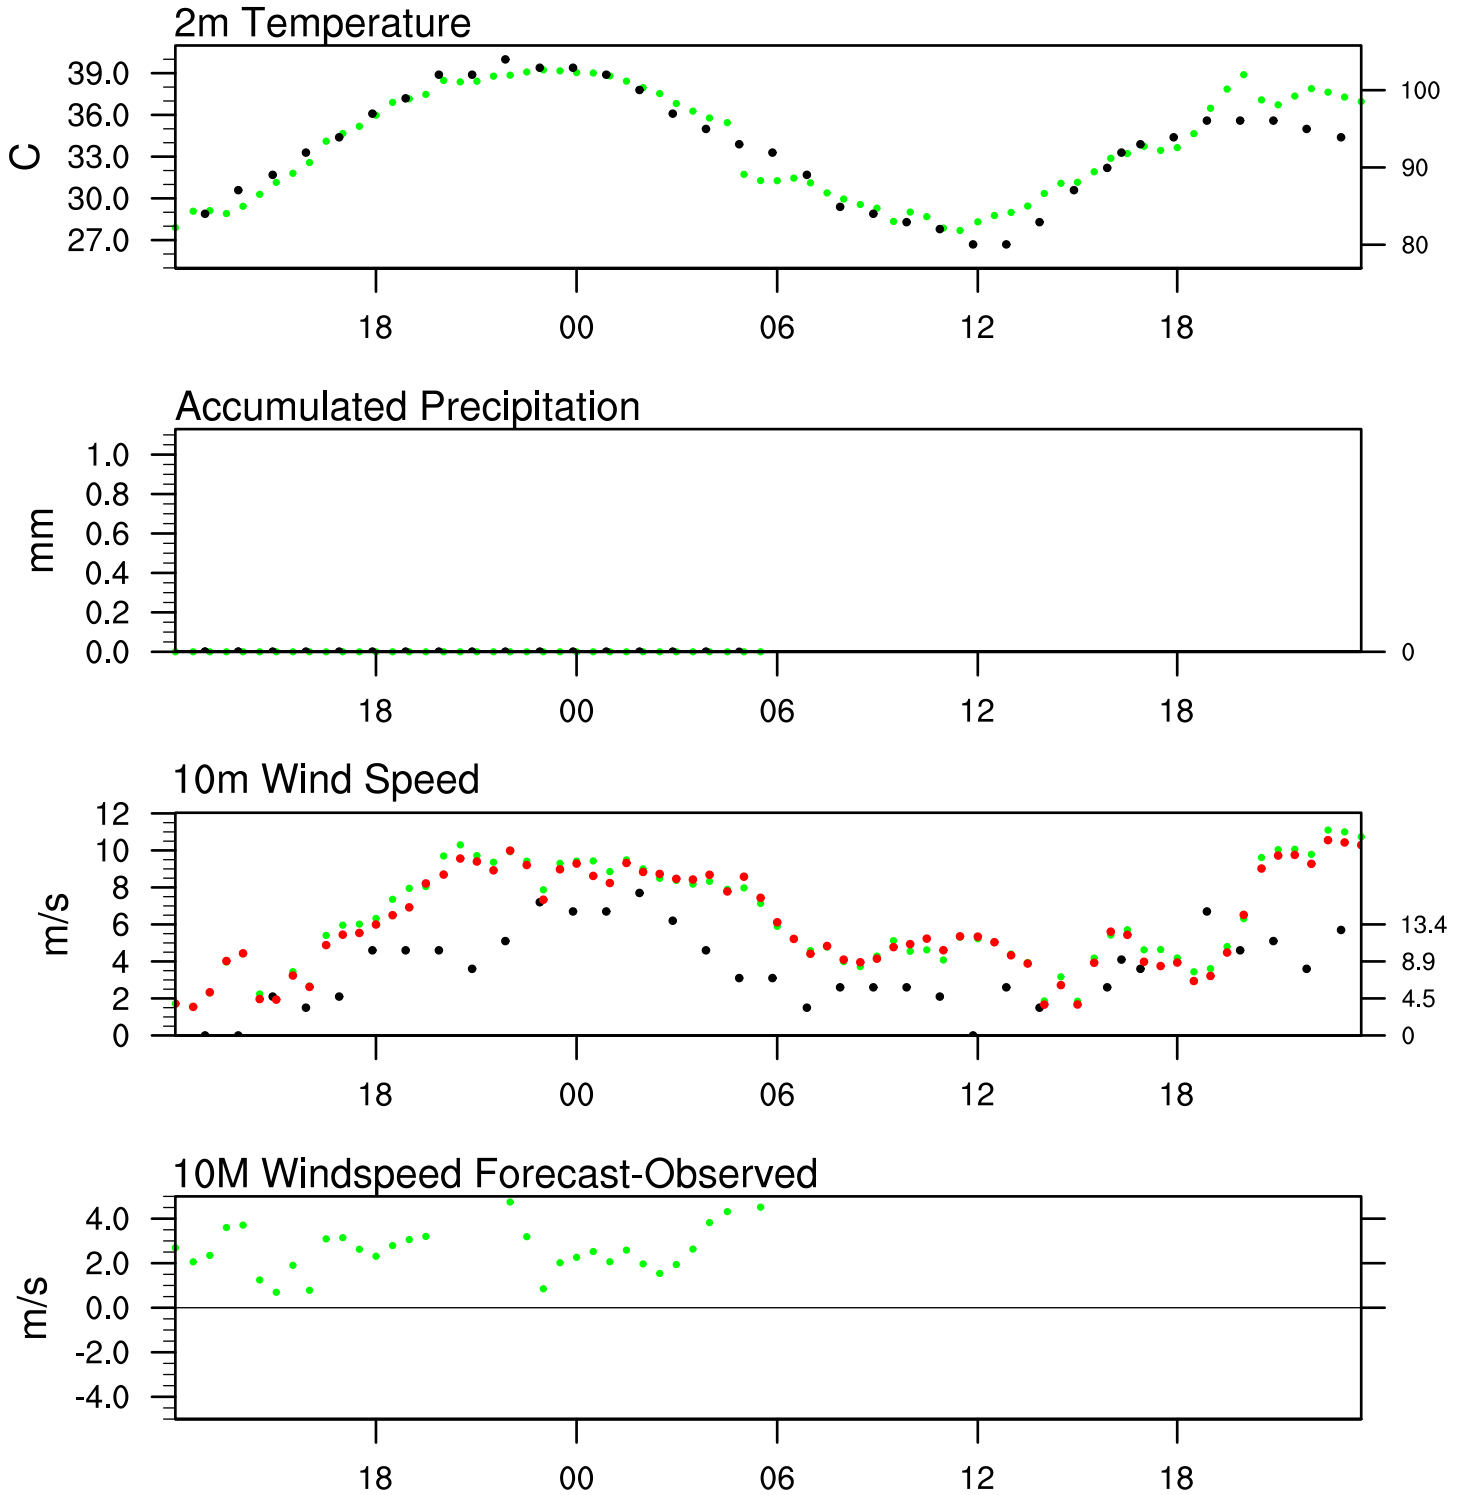 2m Temperature
39.0
36.0
33.0
30.0
27.0
C
100
90
80
18 00 06 12 18
Accumulated Precipitation
1.0
0.8
0.6
0.4
0.2
0.0
mm
0
18 00 06 12 18
10m Wind Speed
12
10
8
6
4
2
0
m/s
13.4
8.9
4.5
0
18 00 06 12 18
10M Windspeed Forecast-Observed
4.0
2.0
0.0
-2.0
-4.0
m/s
18 00 06 12 18